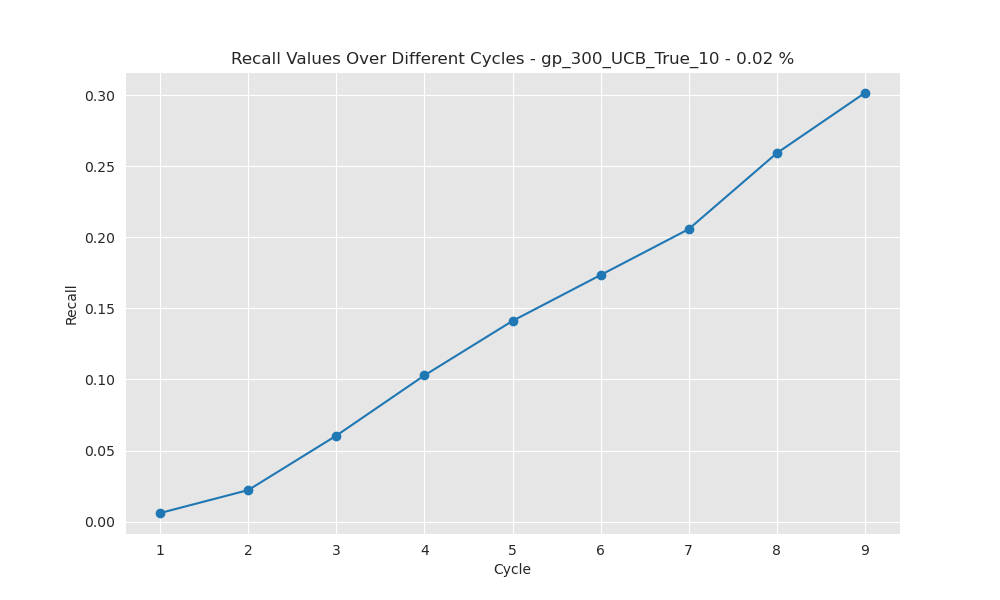 Recall Values Over Different Cycles - gp_300_UCB_True_10 - 0.02 %
0.30
0.25
0.20
0.15
0.10
0.05
0.00
Recall
1 2 3 4 5 6 7 8 9
Cycle